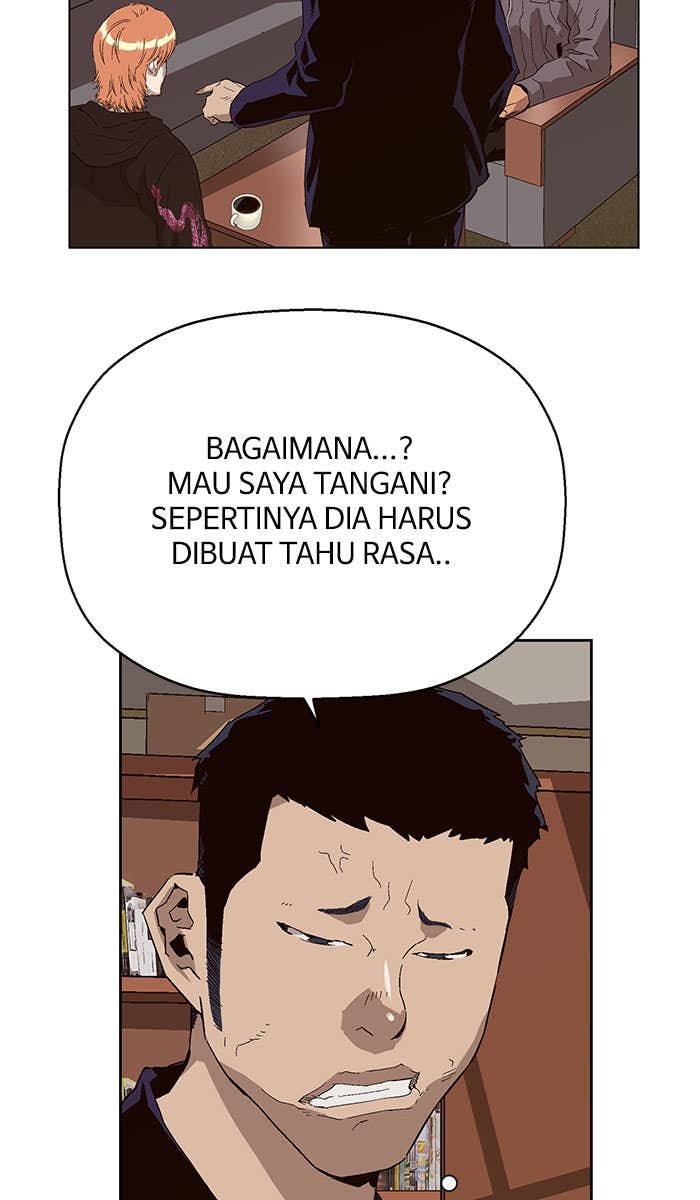 BAGAIMANA...?
MAU SAYA TANGANI?
SEPERTINYA DIA HARUS
DIBUAT TAHU RASA..